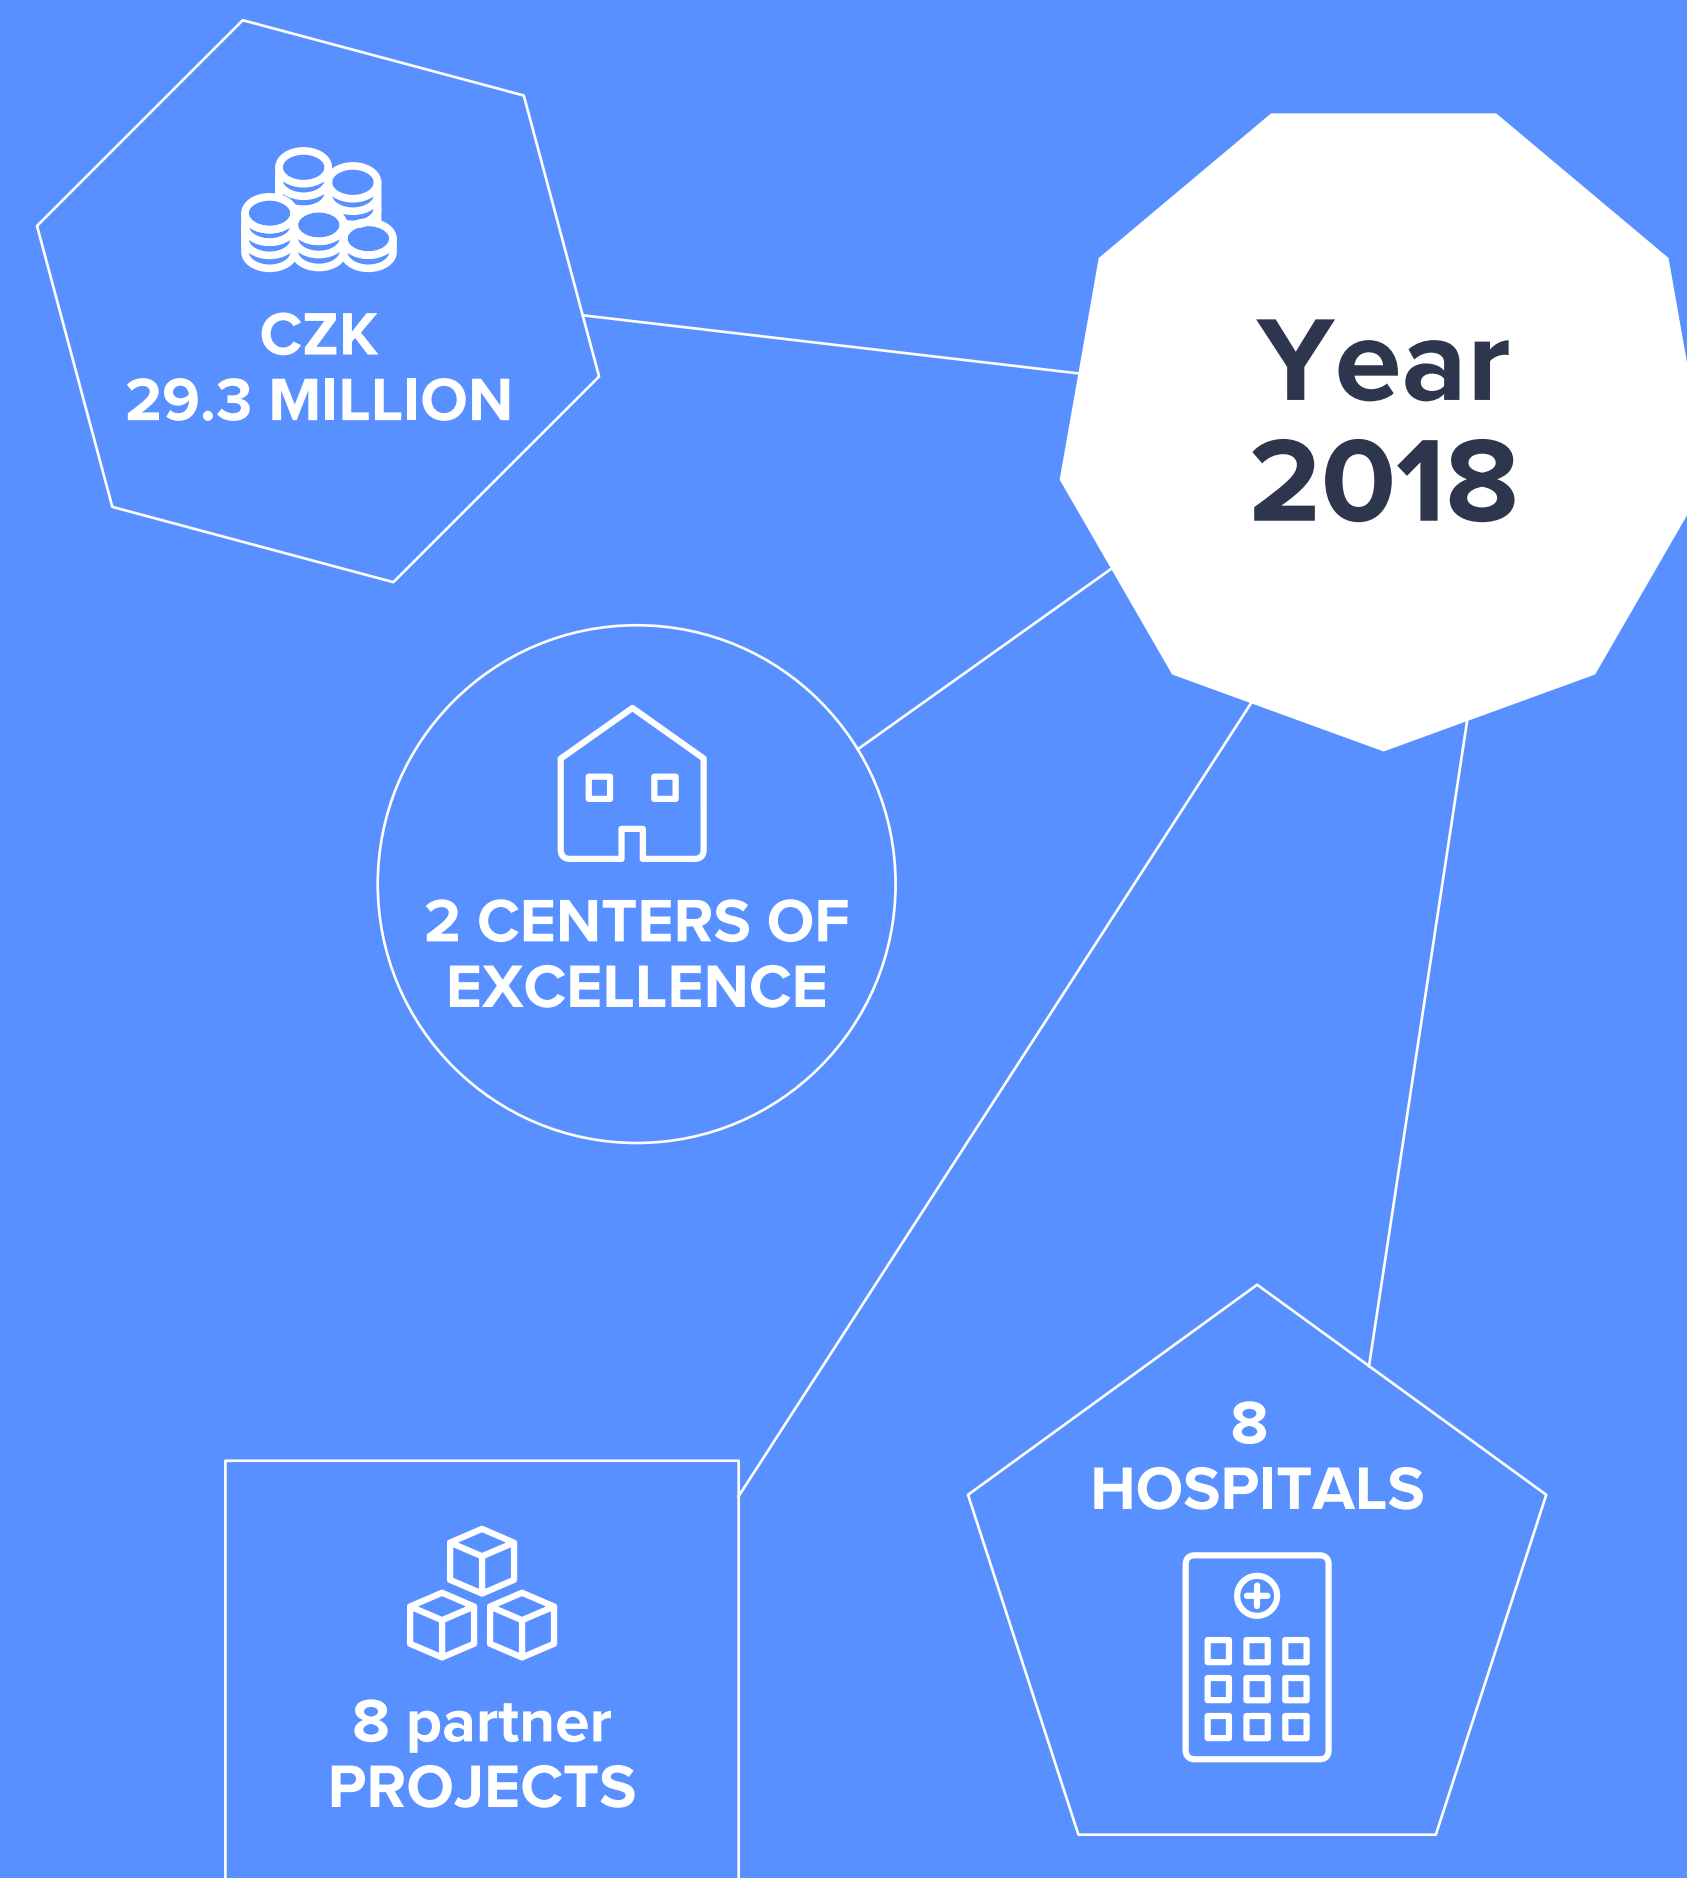 Year
2018
CZK
29.3 MILLION
2 CENTERS OF
EXCELLENCE
8
HOSPITALS
8 partner
PROJECTS